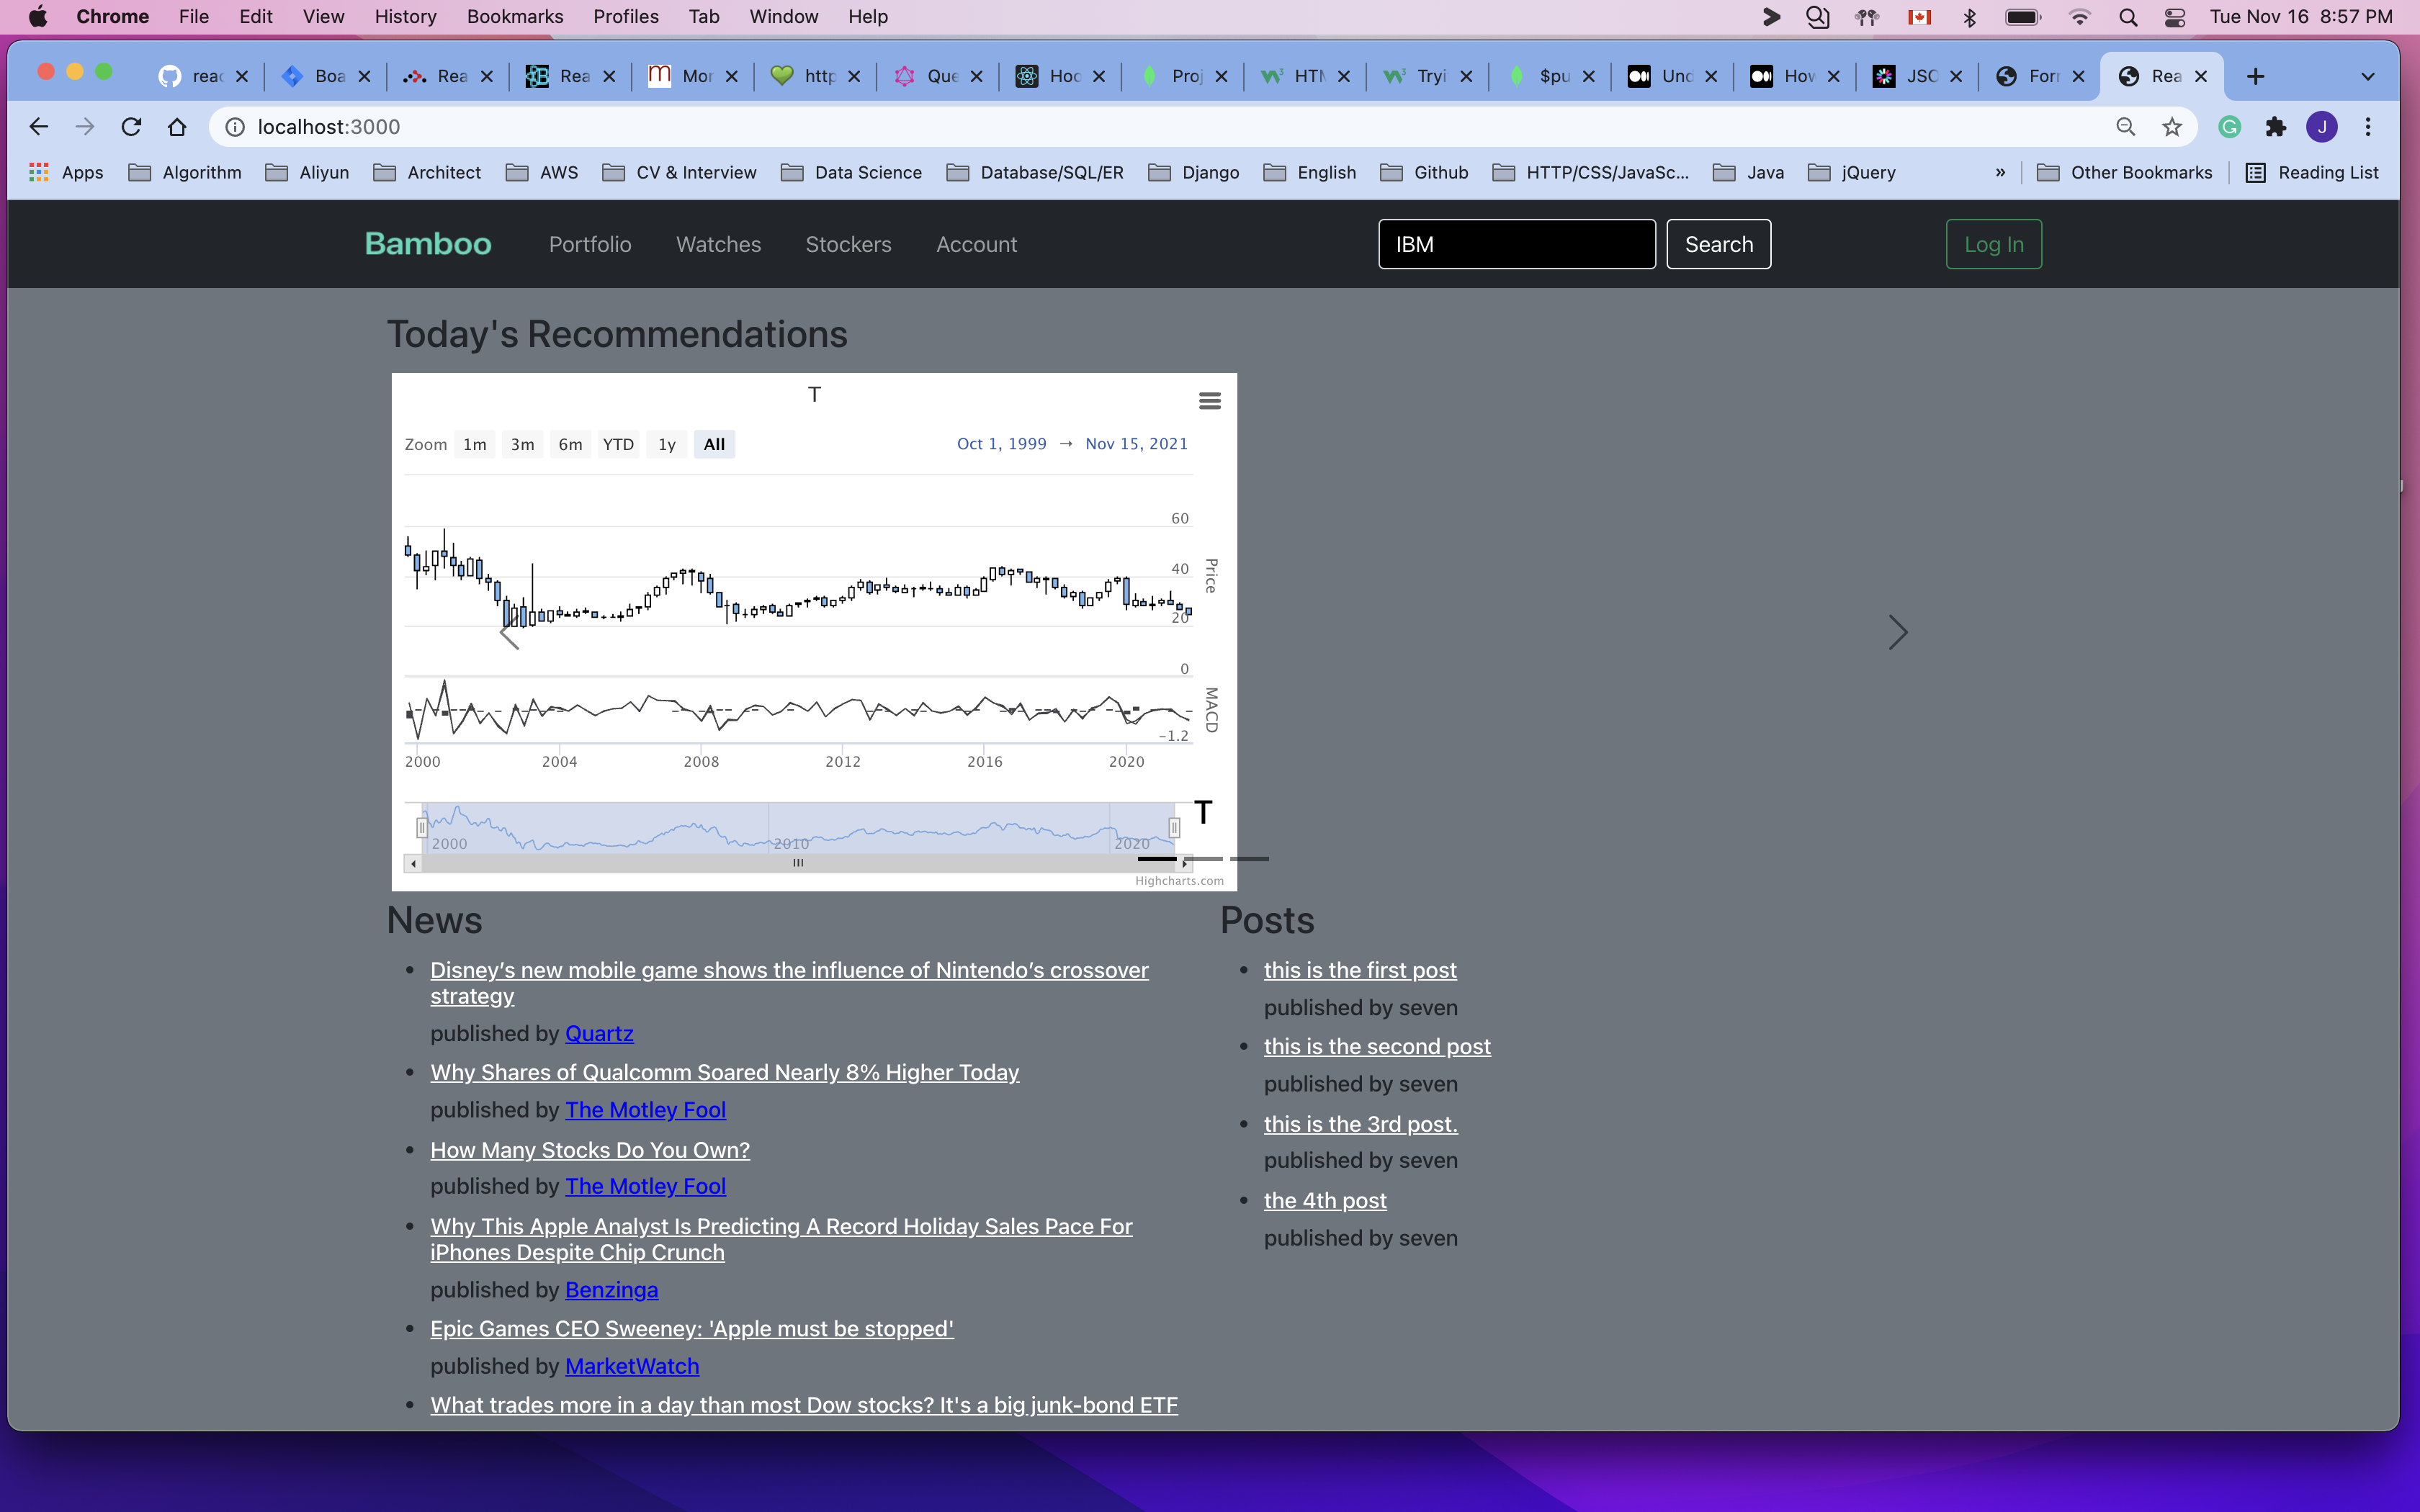 Chrome File Edit View History Bookmarks Profiles Tab Window Help Tue Nov 16 8:57 PM
reac Boa Rea Rea Mor http Que Hoo Proj HTM Tryi $pu Unc How JSC Forr Rea
localhost:3000 J
Apps Algorithm Aliyun Architect AWS CV & Interview Data Science Database/SQL/ER Django English Github HTTP/CSS/JavaSc... Java jQuery » Other Bookmarks Reading List
Bamboo Portfolio Watches Stockers Account IBM Search Log In
Today's Recommendations
T
Zoom 1m 3m 6m YTD 1y All Oct 1, 1999 → Nov 15, 2021
60
40
20
0
Price
MACD
−1.2
2000 2004 2008 2012 2016 2020
T
2000 2010 2020
Highcharts.com
News
Disney’s new mobile game shows the influence of Nintendo’s crossover
strategy
published by Quartz
Why Shares of Qualcomm Soared Nearly 8% Higher Today
published by The Motley Fool
How Many Stocks Do You Own?
published by The Motley Fool
Why This Apple Analyst Is Predicting A Record Holiday Sales Pace For
iPhones Despite Chip Crunch
published by Benzinga
Epic Games CEO Sweeney: 'Apple must be stopped'
published by MarketWatch
What trades more in a day than most Dow stocks? It's a big junk-bond ETF
Posts
this is the first post
published by seven
this is the second post
published by seven
this is the 3rd post.
published by seven
the 4th post
published by seven